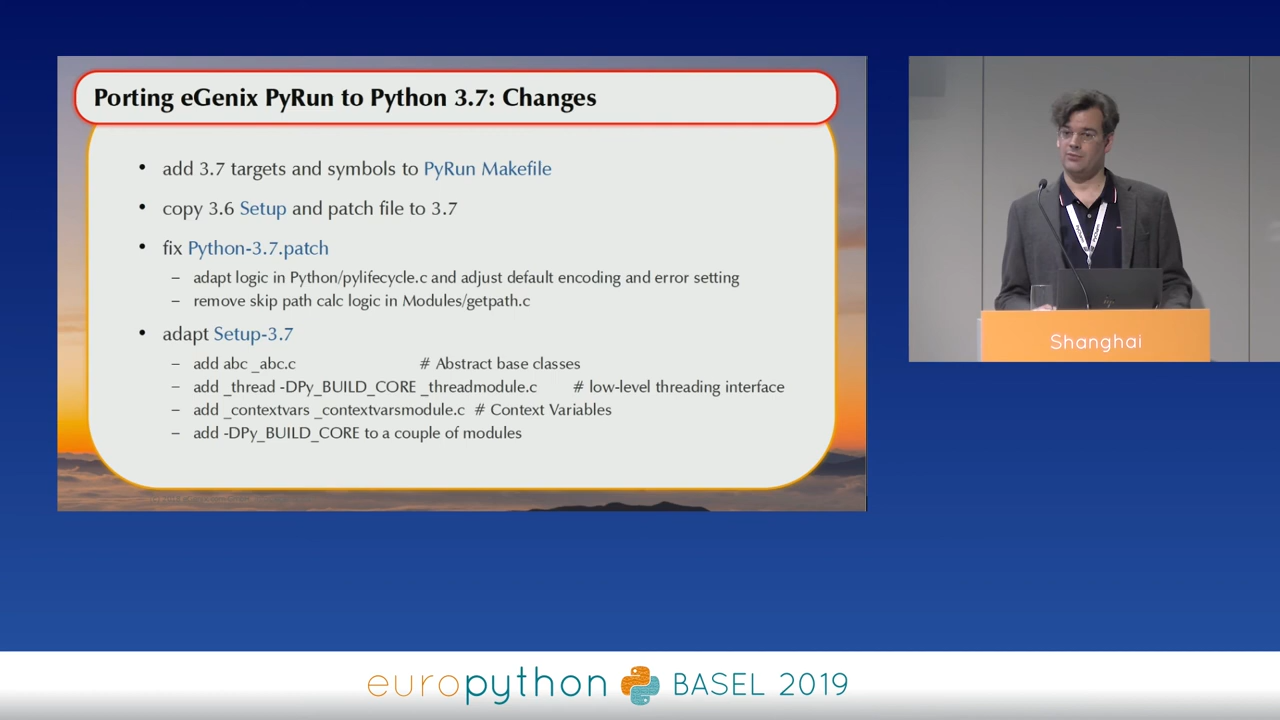 Porting eGenix PyRun to Python 3.7: Changes
• add 3.7 targets and symbols to PyRun Makefile
• copy 3.6 Setup and patch file to 3.7
• fix Python-3.7.patch
– adapt logic in Python/pylifecycle.c and adjust default encoding and error setting
– remove skip path calc logic in Modules/getpath.c
• adapt Setup-3.7
– add abc _abc.c # Abstract base classes
– add _thread -DPy_BUILD_CORE _threadmodule.c # low-level threading interface
– add _contextvars _contextvarsmodule.c # Context Variables
– add -DPy_BUILD_CORE to a couple of modules
Shanghai
europython BASEL 2019